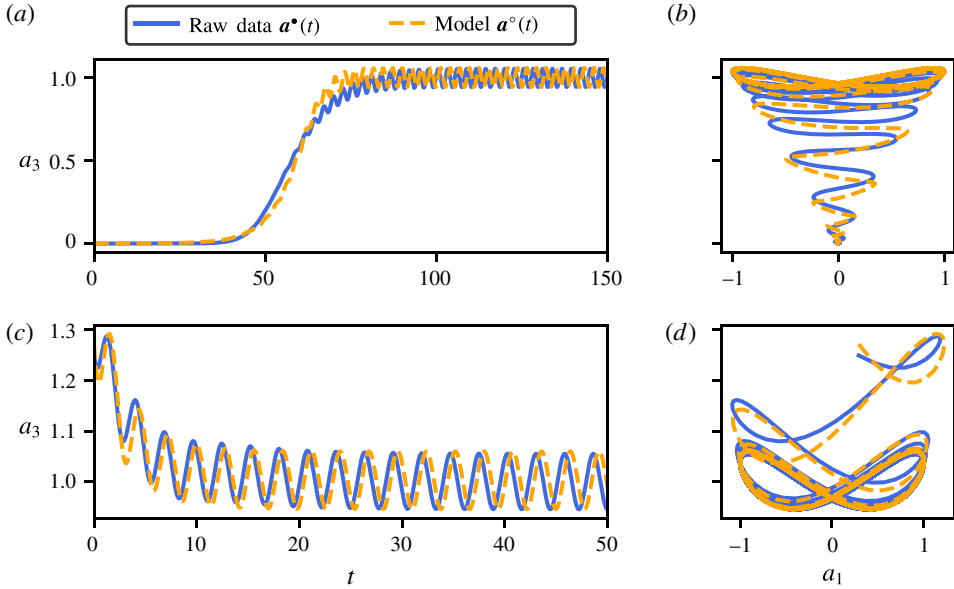 (a) Raw data a•(t) Model a°(t) (b)
1.0
a3 0.5
0
0 50 100 150 −1 0 1
(c) 1.3 (d)
1.2
a3 1.1
1.0
0 10 20 30 40 50 −1 0 1
t a1